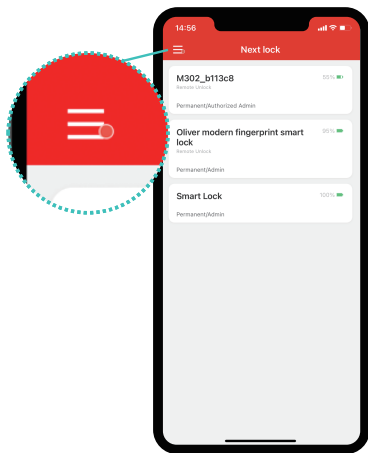 14:56
Next lock
M302_b113c8
85%
Remote Unlock
Permanent/Authorized Admin
Oliver modern fingerprint smart
lock
95%
Remote Unlock
Permanent/Admin
Smart Lock
100%
Permanent/Admin